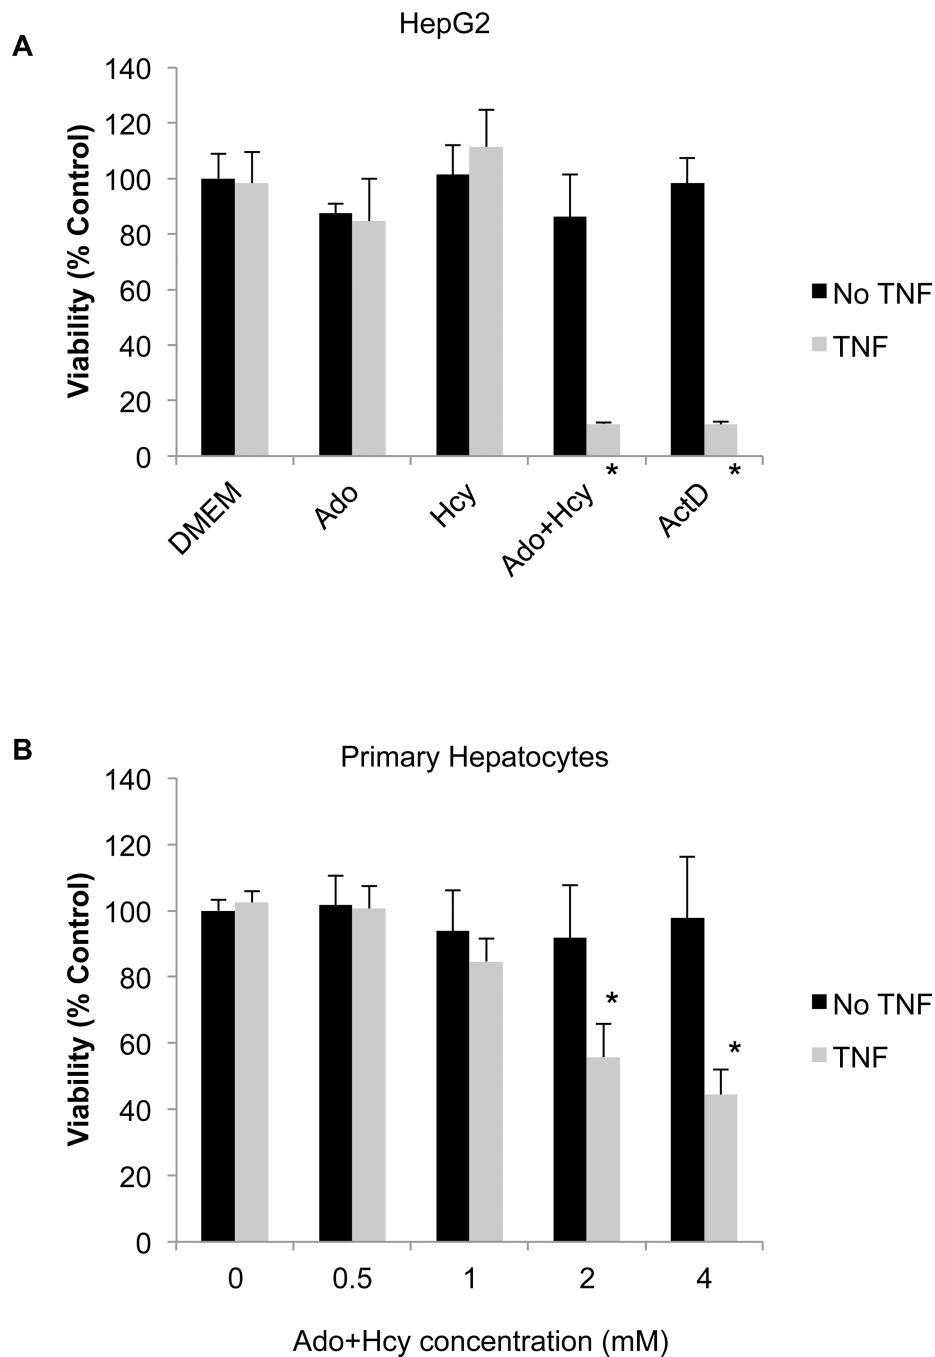 HepG2
A
140
120
100
80
60
40
20
0
Viability (% Control)
DMEM
Ado
Hcy
Ado+Hcy
*
ActD
*
No TNF
TNF
B
Primary Hepatocytes
140
120
100
80
60
40
20
0
Viability (% Control)
*
*
0 0.5 1 2 4
Ado+Hcy concentration (mM)
No TNF
TNF